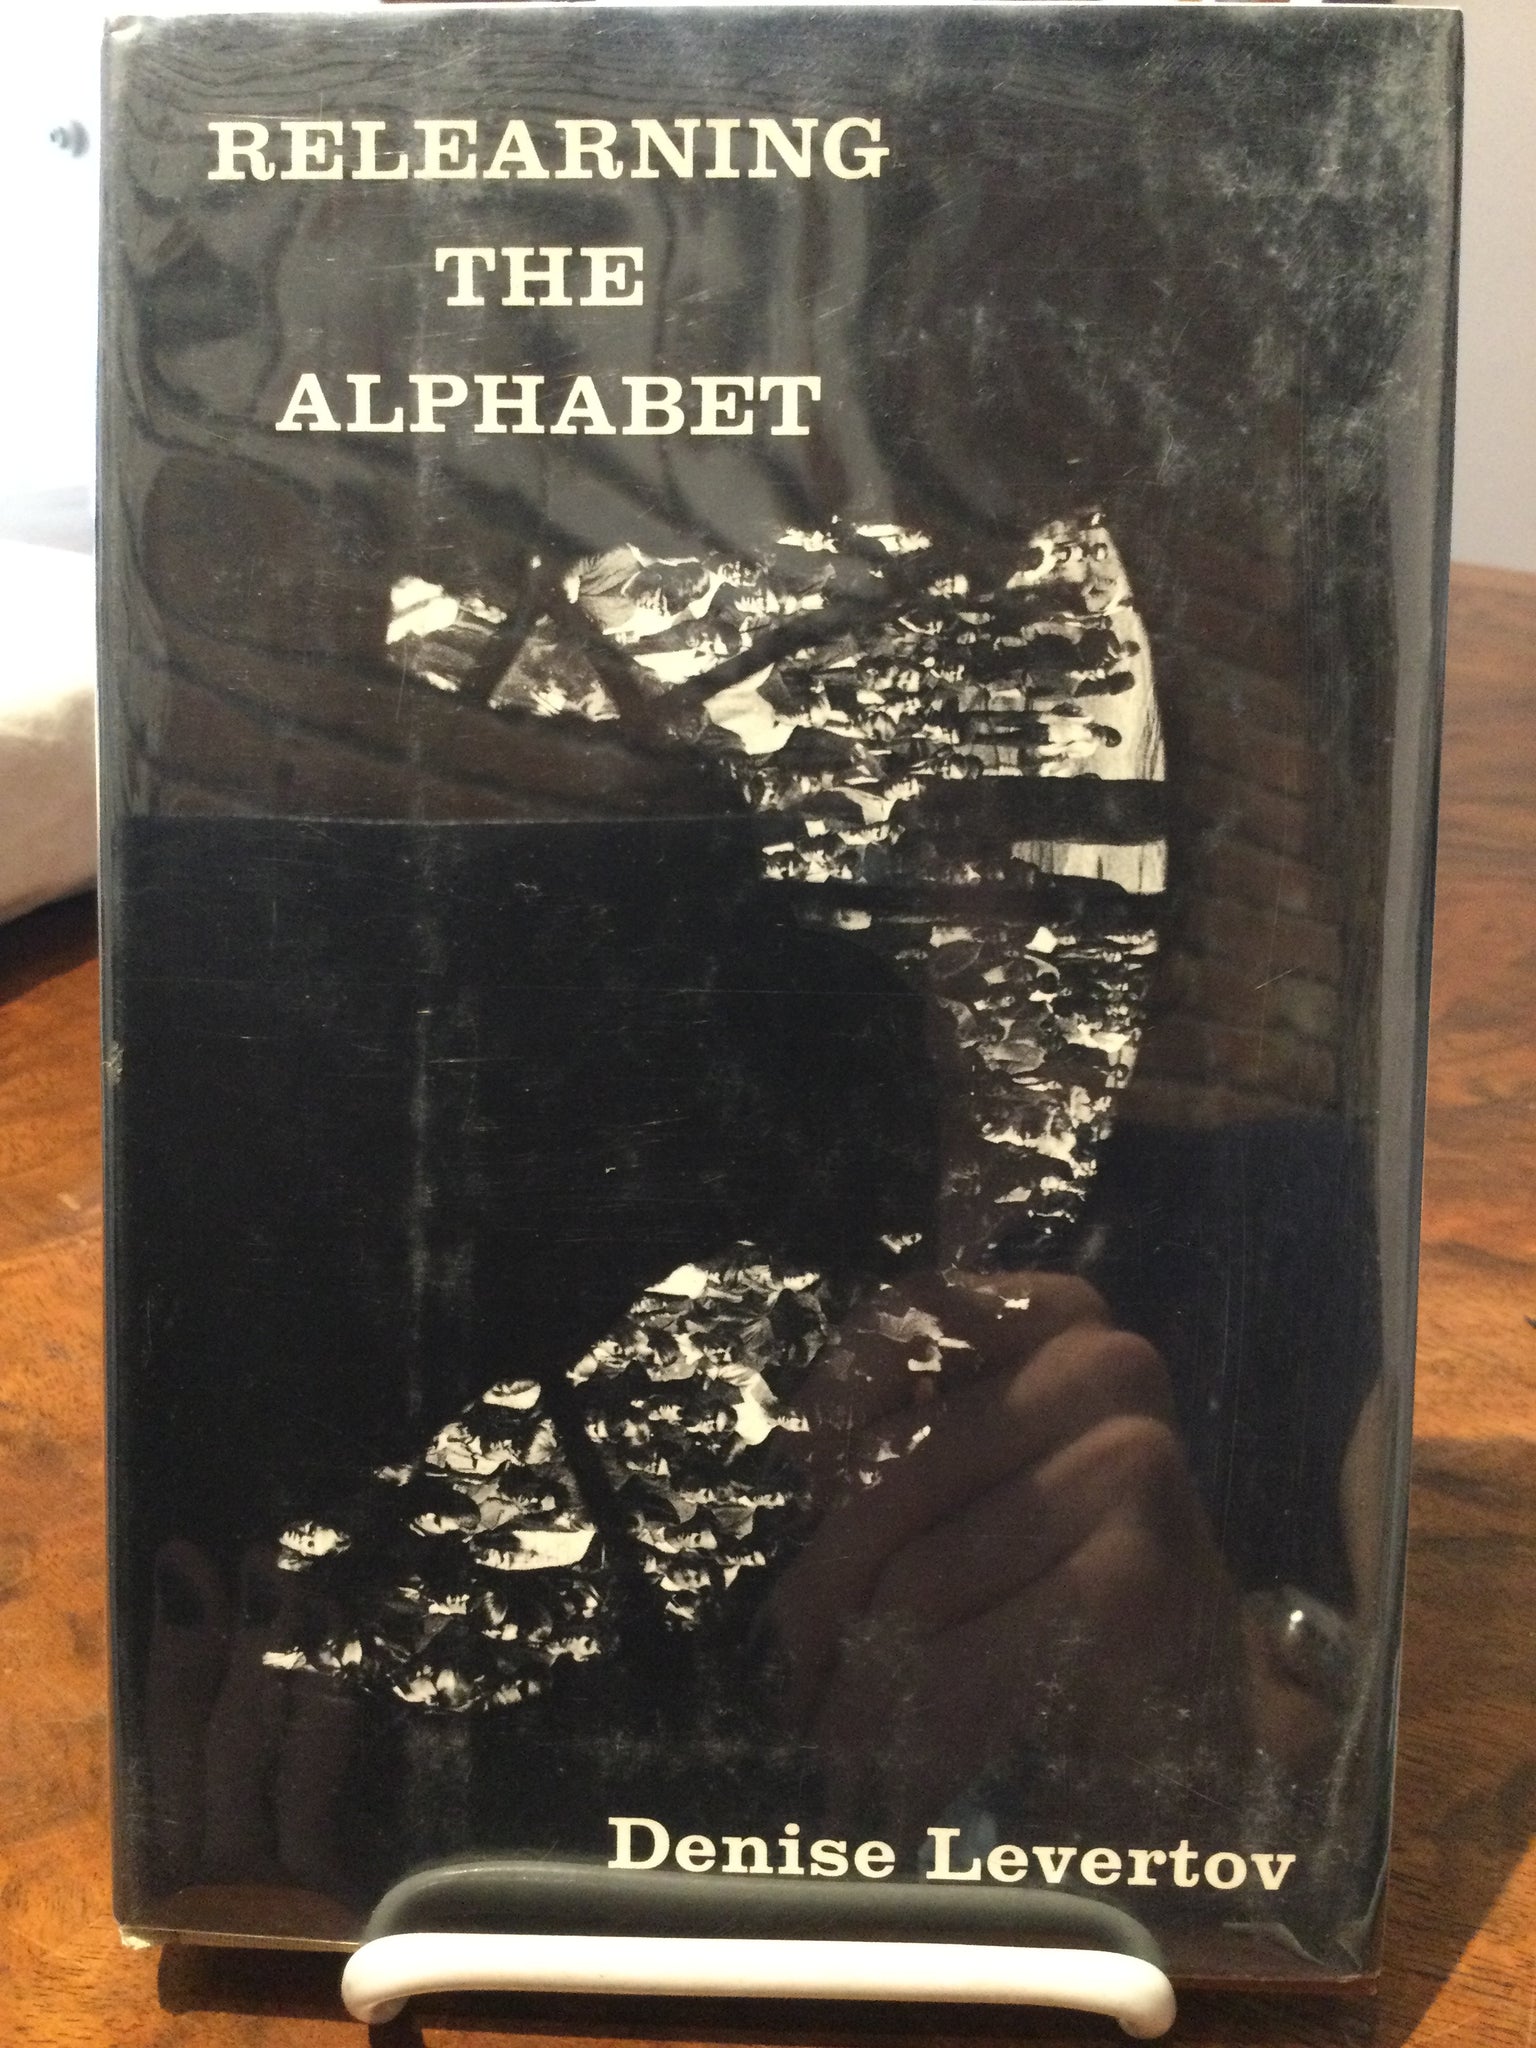 RELEARNING
THE
ALPHABET
Denise Levertov